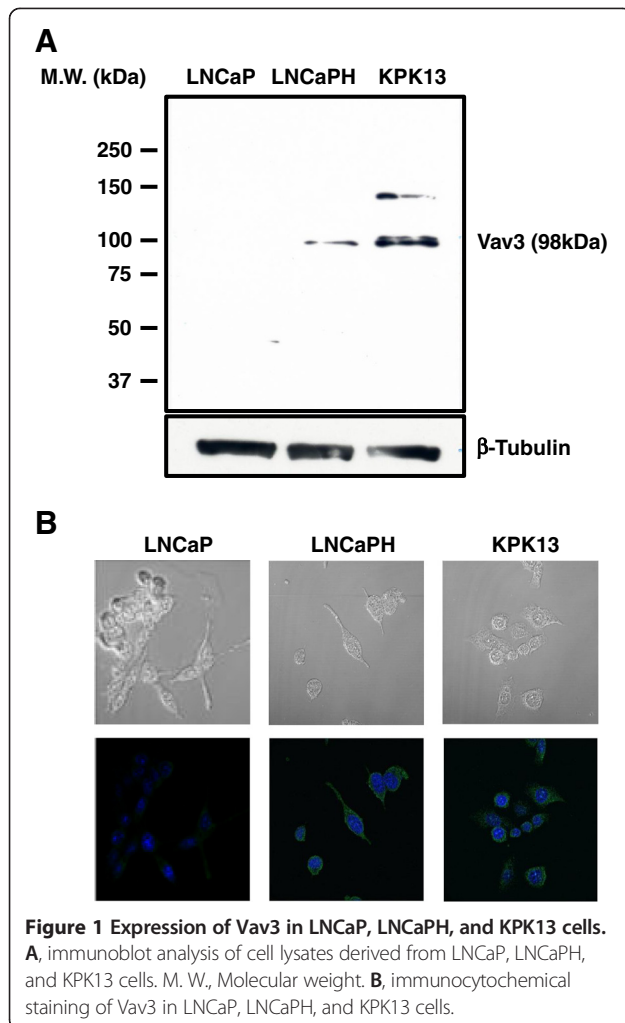 A
M.W. (kDa) LNCaP LNCaPH KPK13
250
150
100 Vav3 (98kDa)
75
50
37
β-Tubulin
B
LNCaP LNCaPH KPK13
Figure 1 Expression of Vav3 in LNCaP, LNCaPH, and KPK13 cells.
A, immunoblot analysis of cell lysates derived from LNCaP, LNCaPH,
and KPK13 cells. M. W., Molecular weight. B, immunocytochemical
staining of Vav3 in LNCaP, LNCaPH, and KPK13 cells.